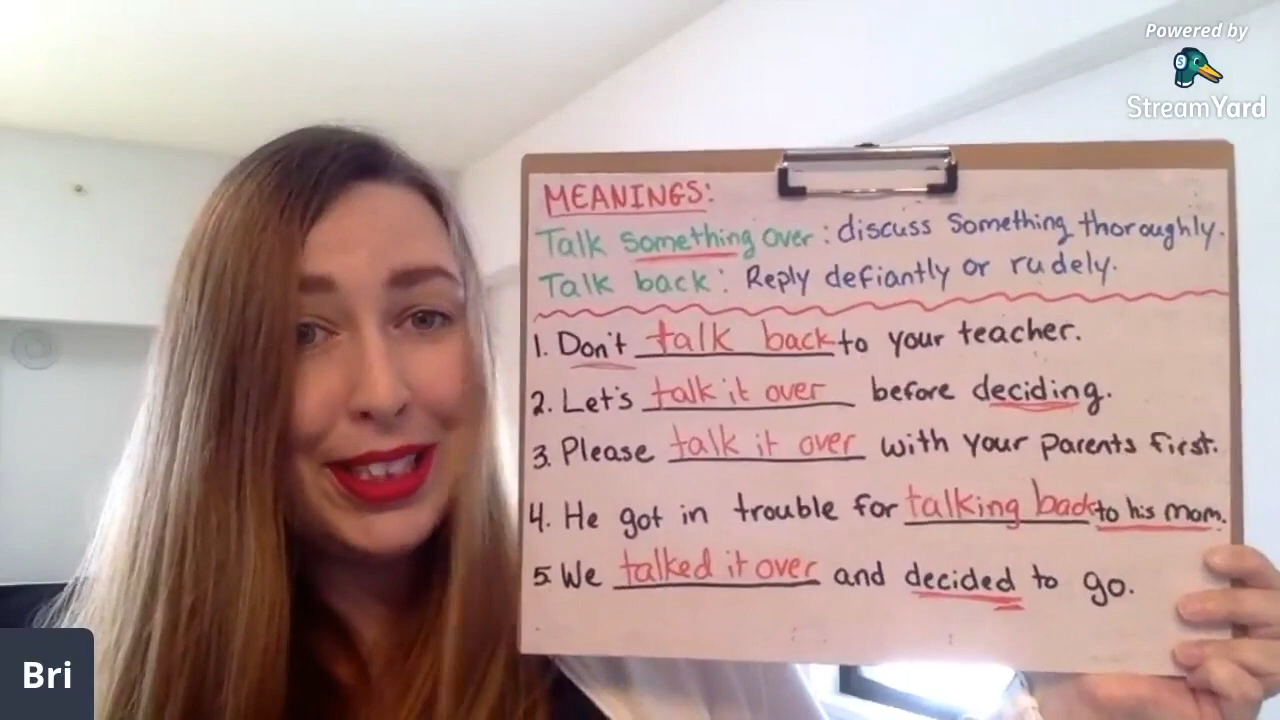 Powered by
StreamYard
MEANINGS:
Talk something over: discuss something thoroughly.
Talk back: Reply defiantly or rudely.
1. Don't talk back to your teacher.
2. Let's talk it over before deciding.
3. Please talk it over with your parents first.
4. He got in trouble for talking back to his mom.
5. We talked it over and decided to go.
Bri